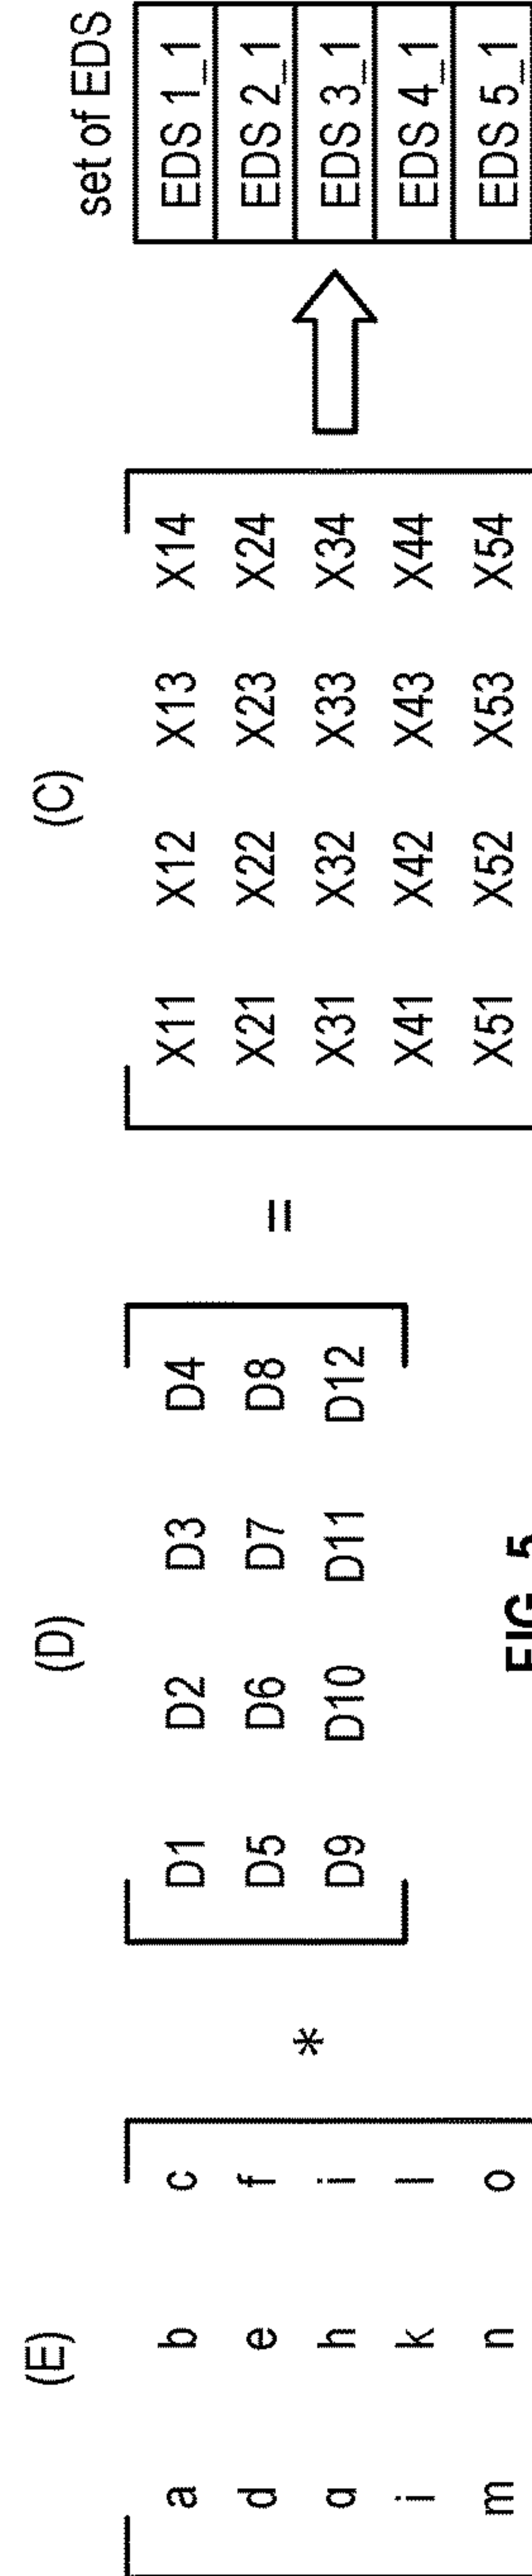 (E) (D) (C) set of EDS
a b c D1 D2 D3 D4 X11 X12 X13 X14 EDS 1_1
d e f D5 D6 D7 D8 X21 X22 X23 X24 EDS 2_1
g h i * D9 D10 D11 D12 = X31 X32 X33 X34 EDS 3_1
j k l X41 X42 X43 X44 EDS 4_1
m n o X51 X52 X53 X54 EDS 5_1
FIG. 5